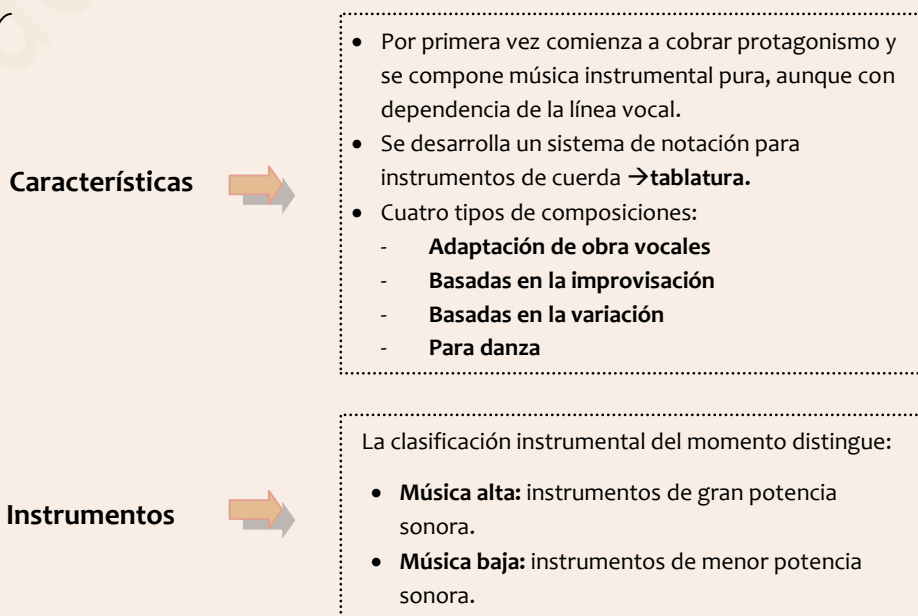 Características
• Por primera vez comienza a cobrar protagonismo y
se compone música instrumental pura, aunque con
dependencia de la línea vocal.
• Se desarrolla un sistema de notación para
instrumentos de cuerda →tablatura.
• Cuatro tipos de composiciones:
- Adaptación de obra vocales
- Basadas en la improvisación
- Basadas en la variación
- Para danza
Instrumentos
La clasificación instrumental del momento distingue:
• Música alta: instrumentos de gran potencia
sonora.
• Música baja: instrumentos de menor potencia
sonora.